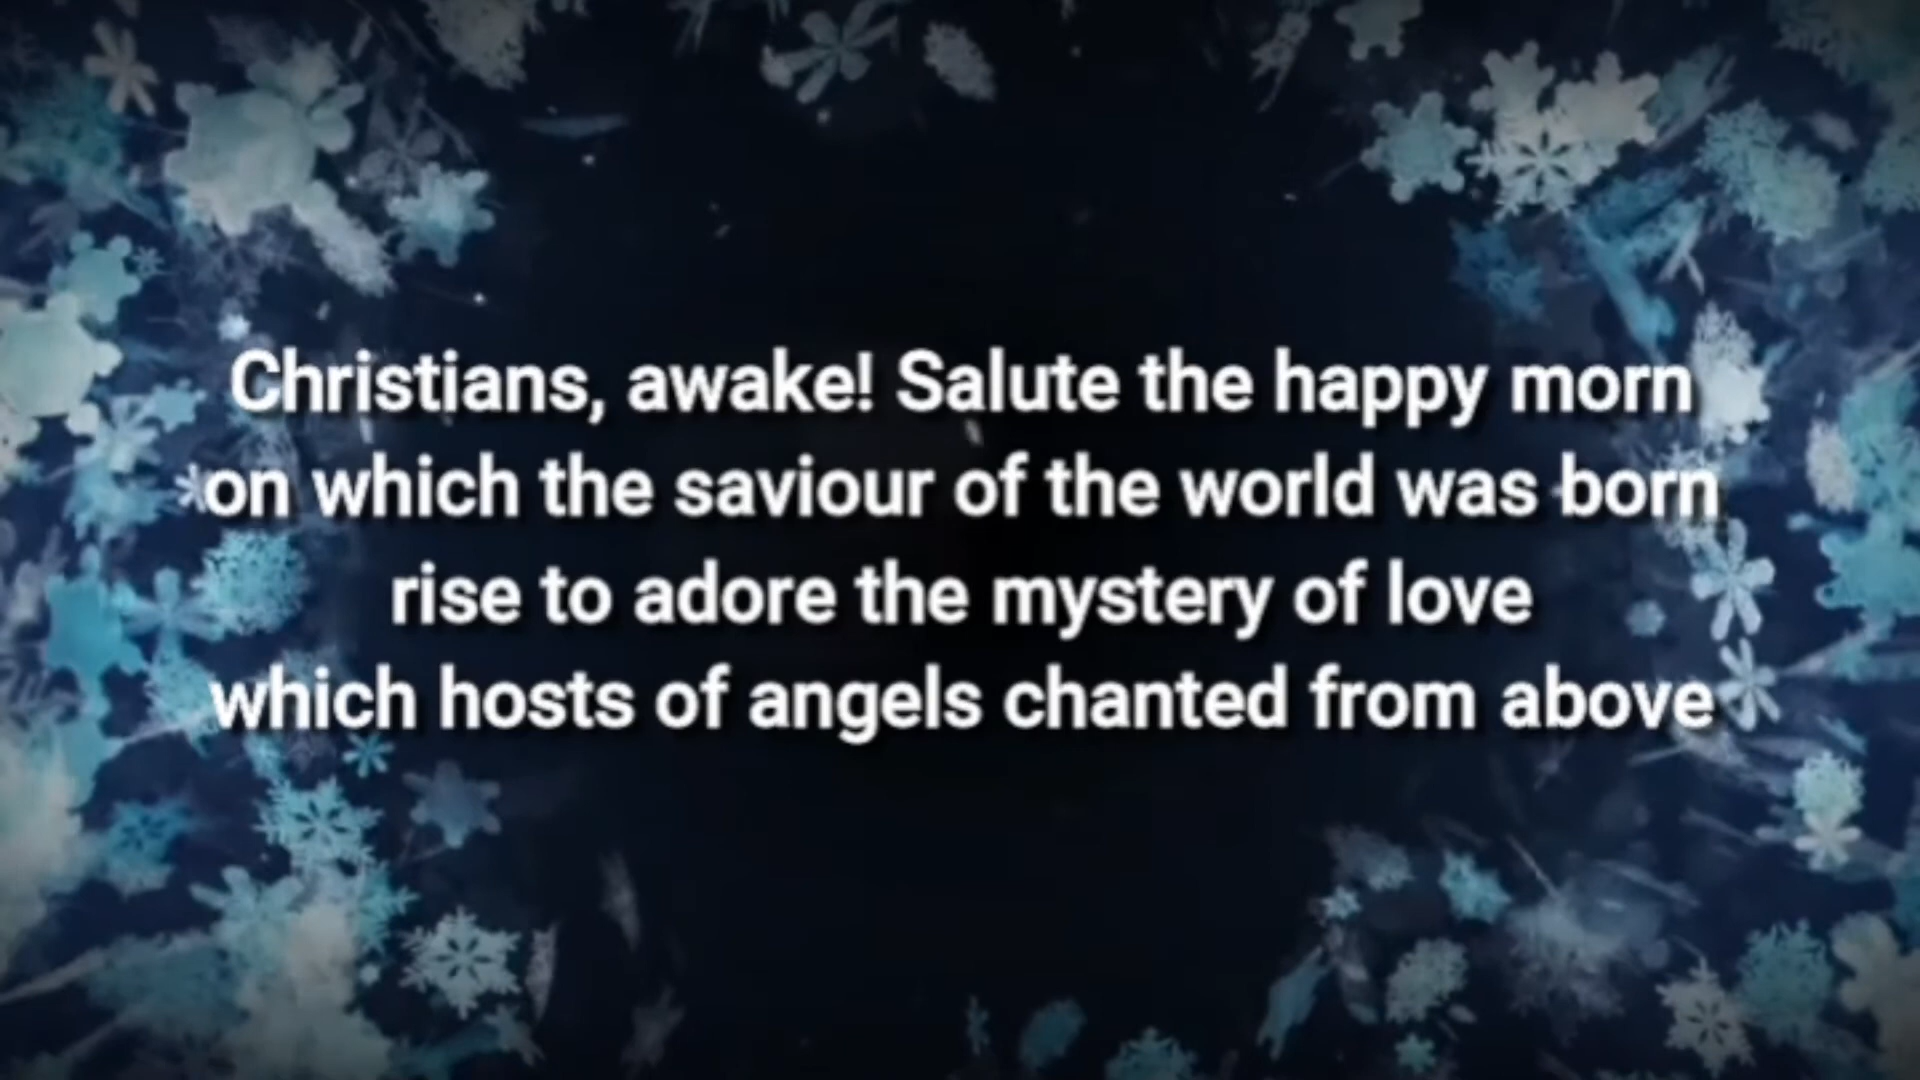 Christians, awake! Salute the happy morn
on which the saviour of the world was born
rise to adore the mystery of love
which hosts of angels chanted from above